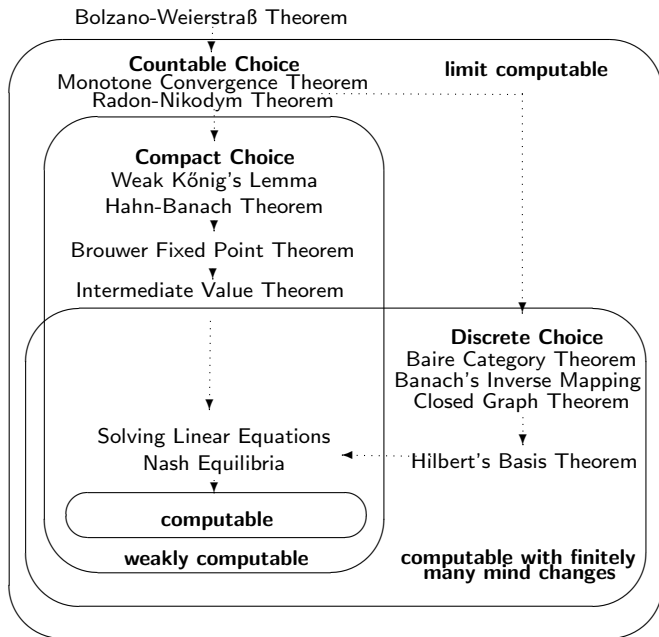 Bolzano-Weierstraß Theorem
Countable Choice
Monotone Convergence Theorem
Radon-Nikodym Theorem
limit computable
Compact Choice
Weak Kőnig's Lemma
Hahn-Banach Theorem
Brouwer Fixed Point Theorem
Intermediate Value Theorem
Discrete Choice
Baire Category Theorem
Banach's Inverse Mapping
Closed Graph Theorem
Solving Linear Equations
Nash Equilibria
Hilbert's Basis Theorem
computable
weakly computable
computable with finitely
many mind changes